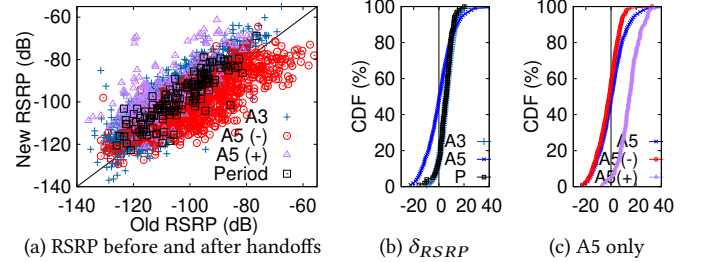 -60
-80
-100
-120
-140
-140 -120 -100 -80 -60
New RSRP (dB)
Old RSRP (dB)
A3
A5 (-)
A5 (+)
Period
(a) RSRP before and after handoffs
100
80
60
40
20
0
-20 0 20 40
CDF (%)
A3
A5
P
(b) δRSRP
100
80
60
40
20
0
-20 0 20 40
CDF (%)
A5
A5(-)
A5(+)
(c) A5 only